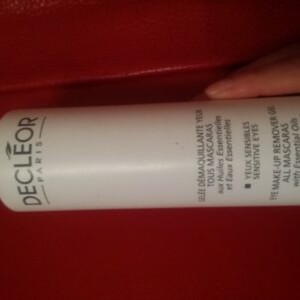 DECLÉOR
PARIS
GELÉE DÉMAQUILLANTE YEUX
TOUS MASCARAS
aux Huiles Essentielles
et Eaux Essentielles
■ YEUX SENSIBLES
SENSITIVE EYES
EYE MAKE-UP REMOVER GEL
ALL MASCARAS
with Essential Oils